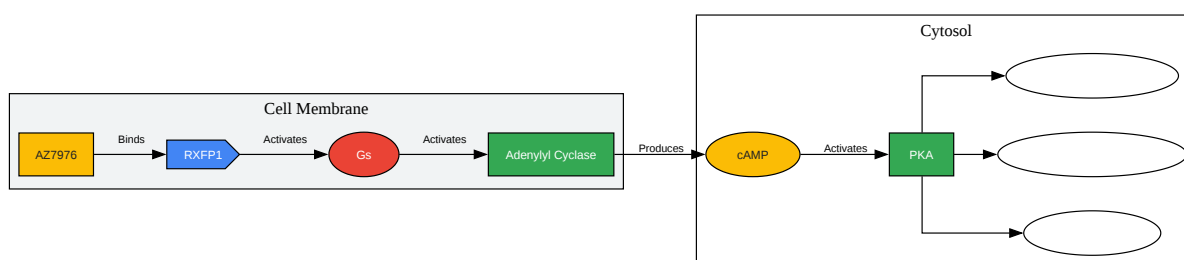 Cytosol
Cell Membrane
AZ7976
Binds
RXFP1
Activates
Gs
Activates
Adenylyl Cyclase
Produces
cAMP
Activates
PKA